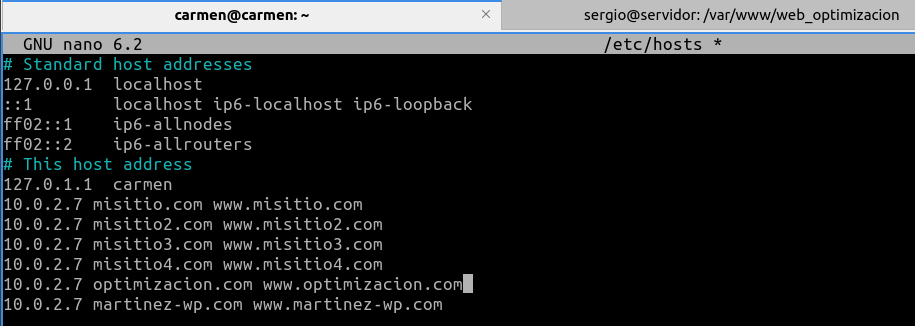 carmen@carmen: ~ × sergio@servidor: /var/www/web_optimizacion
GNU nano 6.2 /etc/hosts *
# Standard host addresses
127.0.0.1 localhost
::1 localhost ip6-localhost ip6-loopback
ff02::1 ip6-allnodes
ff02::2 ip6-allrouters
# This host address
127.0.1.1 carmen
10.0.2.7 misitio.com www.misitio.com
10.0.2.7 misitio2.com www.misitio2.com
10.0.2.7 misitio3.com www.misitio3.com
10.0.2.7 misitio4.com www.misitio4.com
10.0.2.7 optimizacion.com www.optimizacion.com
10.0.2.7 martinez-wp.com www.martinez-wp.com